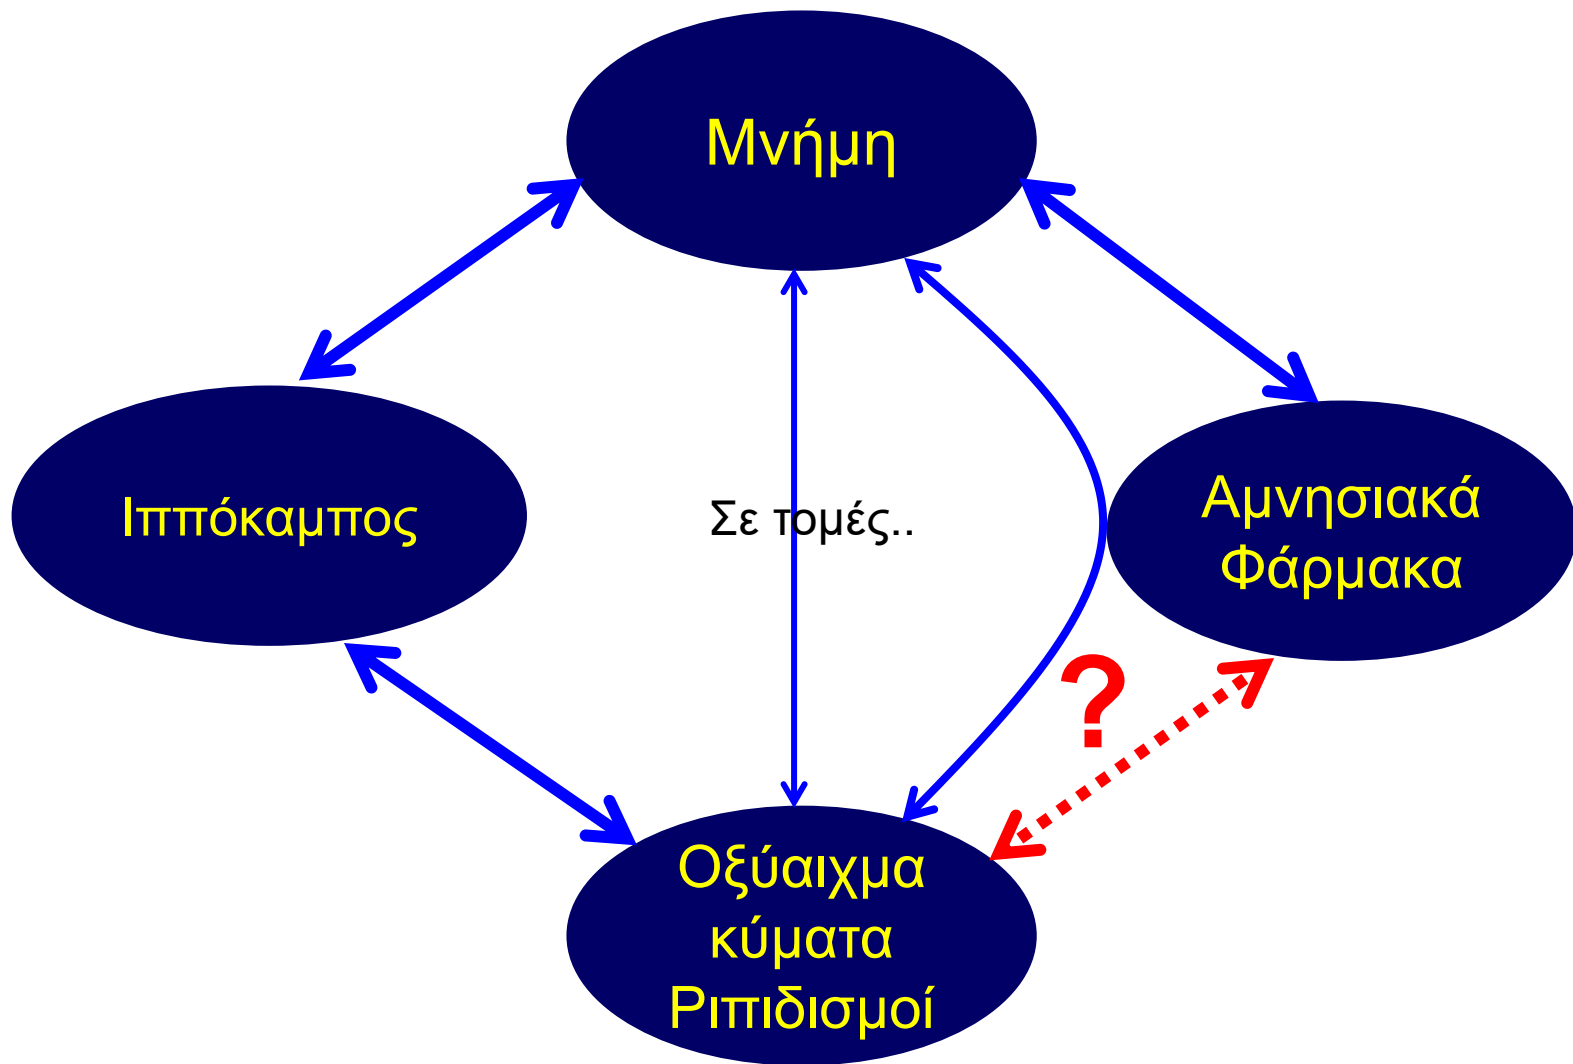 Μνήμη
Ιππόκαμπος
Σε τομές..
Αμνησιακά
Φάρμακα
?
Οξύαιχμα
κύματα
Ριπιδισμοί